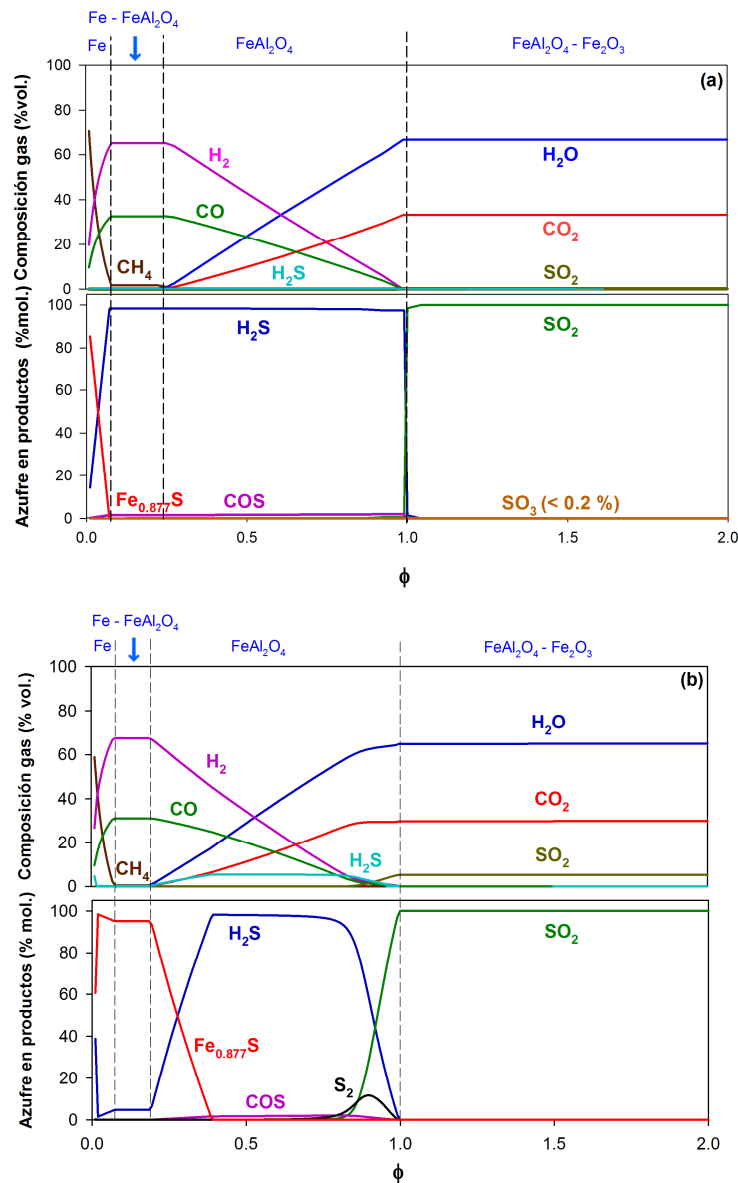 Fe - FeAl2O4
Fe
FeAl2O4
FeAl2O4 - Fe2O3
(a)
Composición gas (%vol.)
100
80
60
40
20
0
H2
H2O
CO
CO2
CH4
H2S
SO2
Azufre en productos (%mol.)
100
80
60
40
20
0
H2S
SO2
Fe0.877S
COS
SO3 (< 0.2 %)
0.0 0.5 1.0 1.5 2.0
ϕ
Fe - FeAl2O4
Fe
FeAl2O4
FeAl2O4 - Fe2O3
(b)
Composición gas (% vol.)
100
80
60
40
20
0
H2
H2O
CO
CO2
CH4
H2S
SO2
Azufre en productos (% mol.)
100
80
60
40
20
0
H2S
SO2
Fe0.877S
S2
COS
0.0 0.5 1.0 1.5 2.0
ϕ